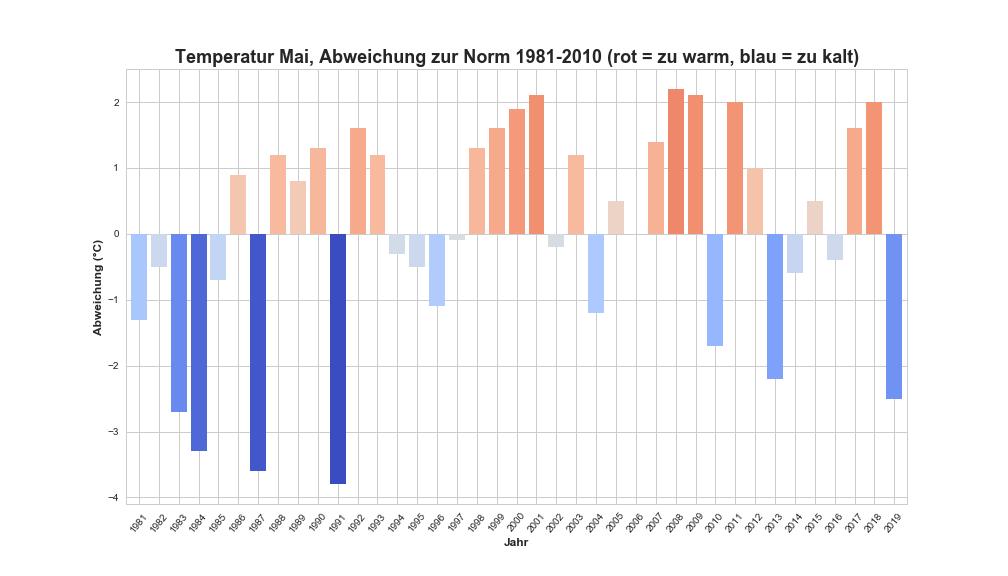 Temperatur Mai, Abweichung zur Norm 1981-2010 (rot = zu warm, blau = zu kalt)
2
1
0
−1
−2
−3
−4
Abweichung (°C)
1981 1982 1983 1984 1985 1986 1987 1988 1989 1990 1991 1992 1993 1994 1995 1996 1997 1998 1999 2000 2001 2002 2003 2004 2005 2006 2007 2008 2009 2010 2011 2012 2013 2014 2015 2016 2017 2018 2019
Jahr